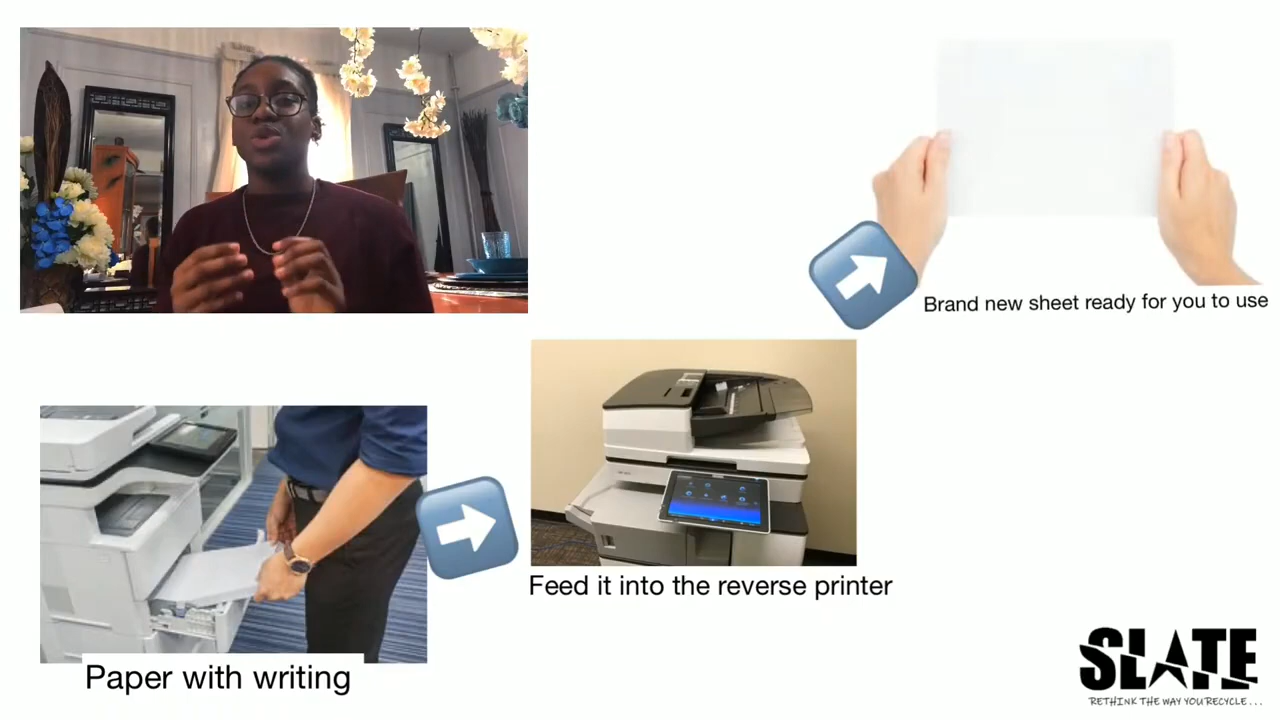 Brand new sheet ready for you to use
Feed it into the reverse printer
Paper with writing
SLATE
RETHINK THE WAY YOU RECYCLE...